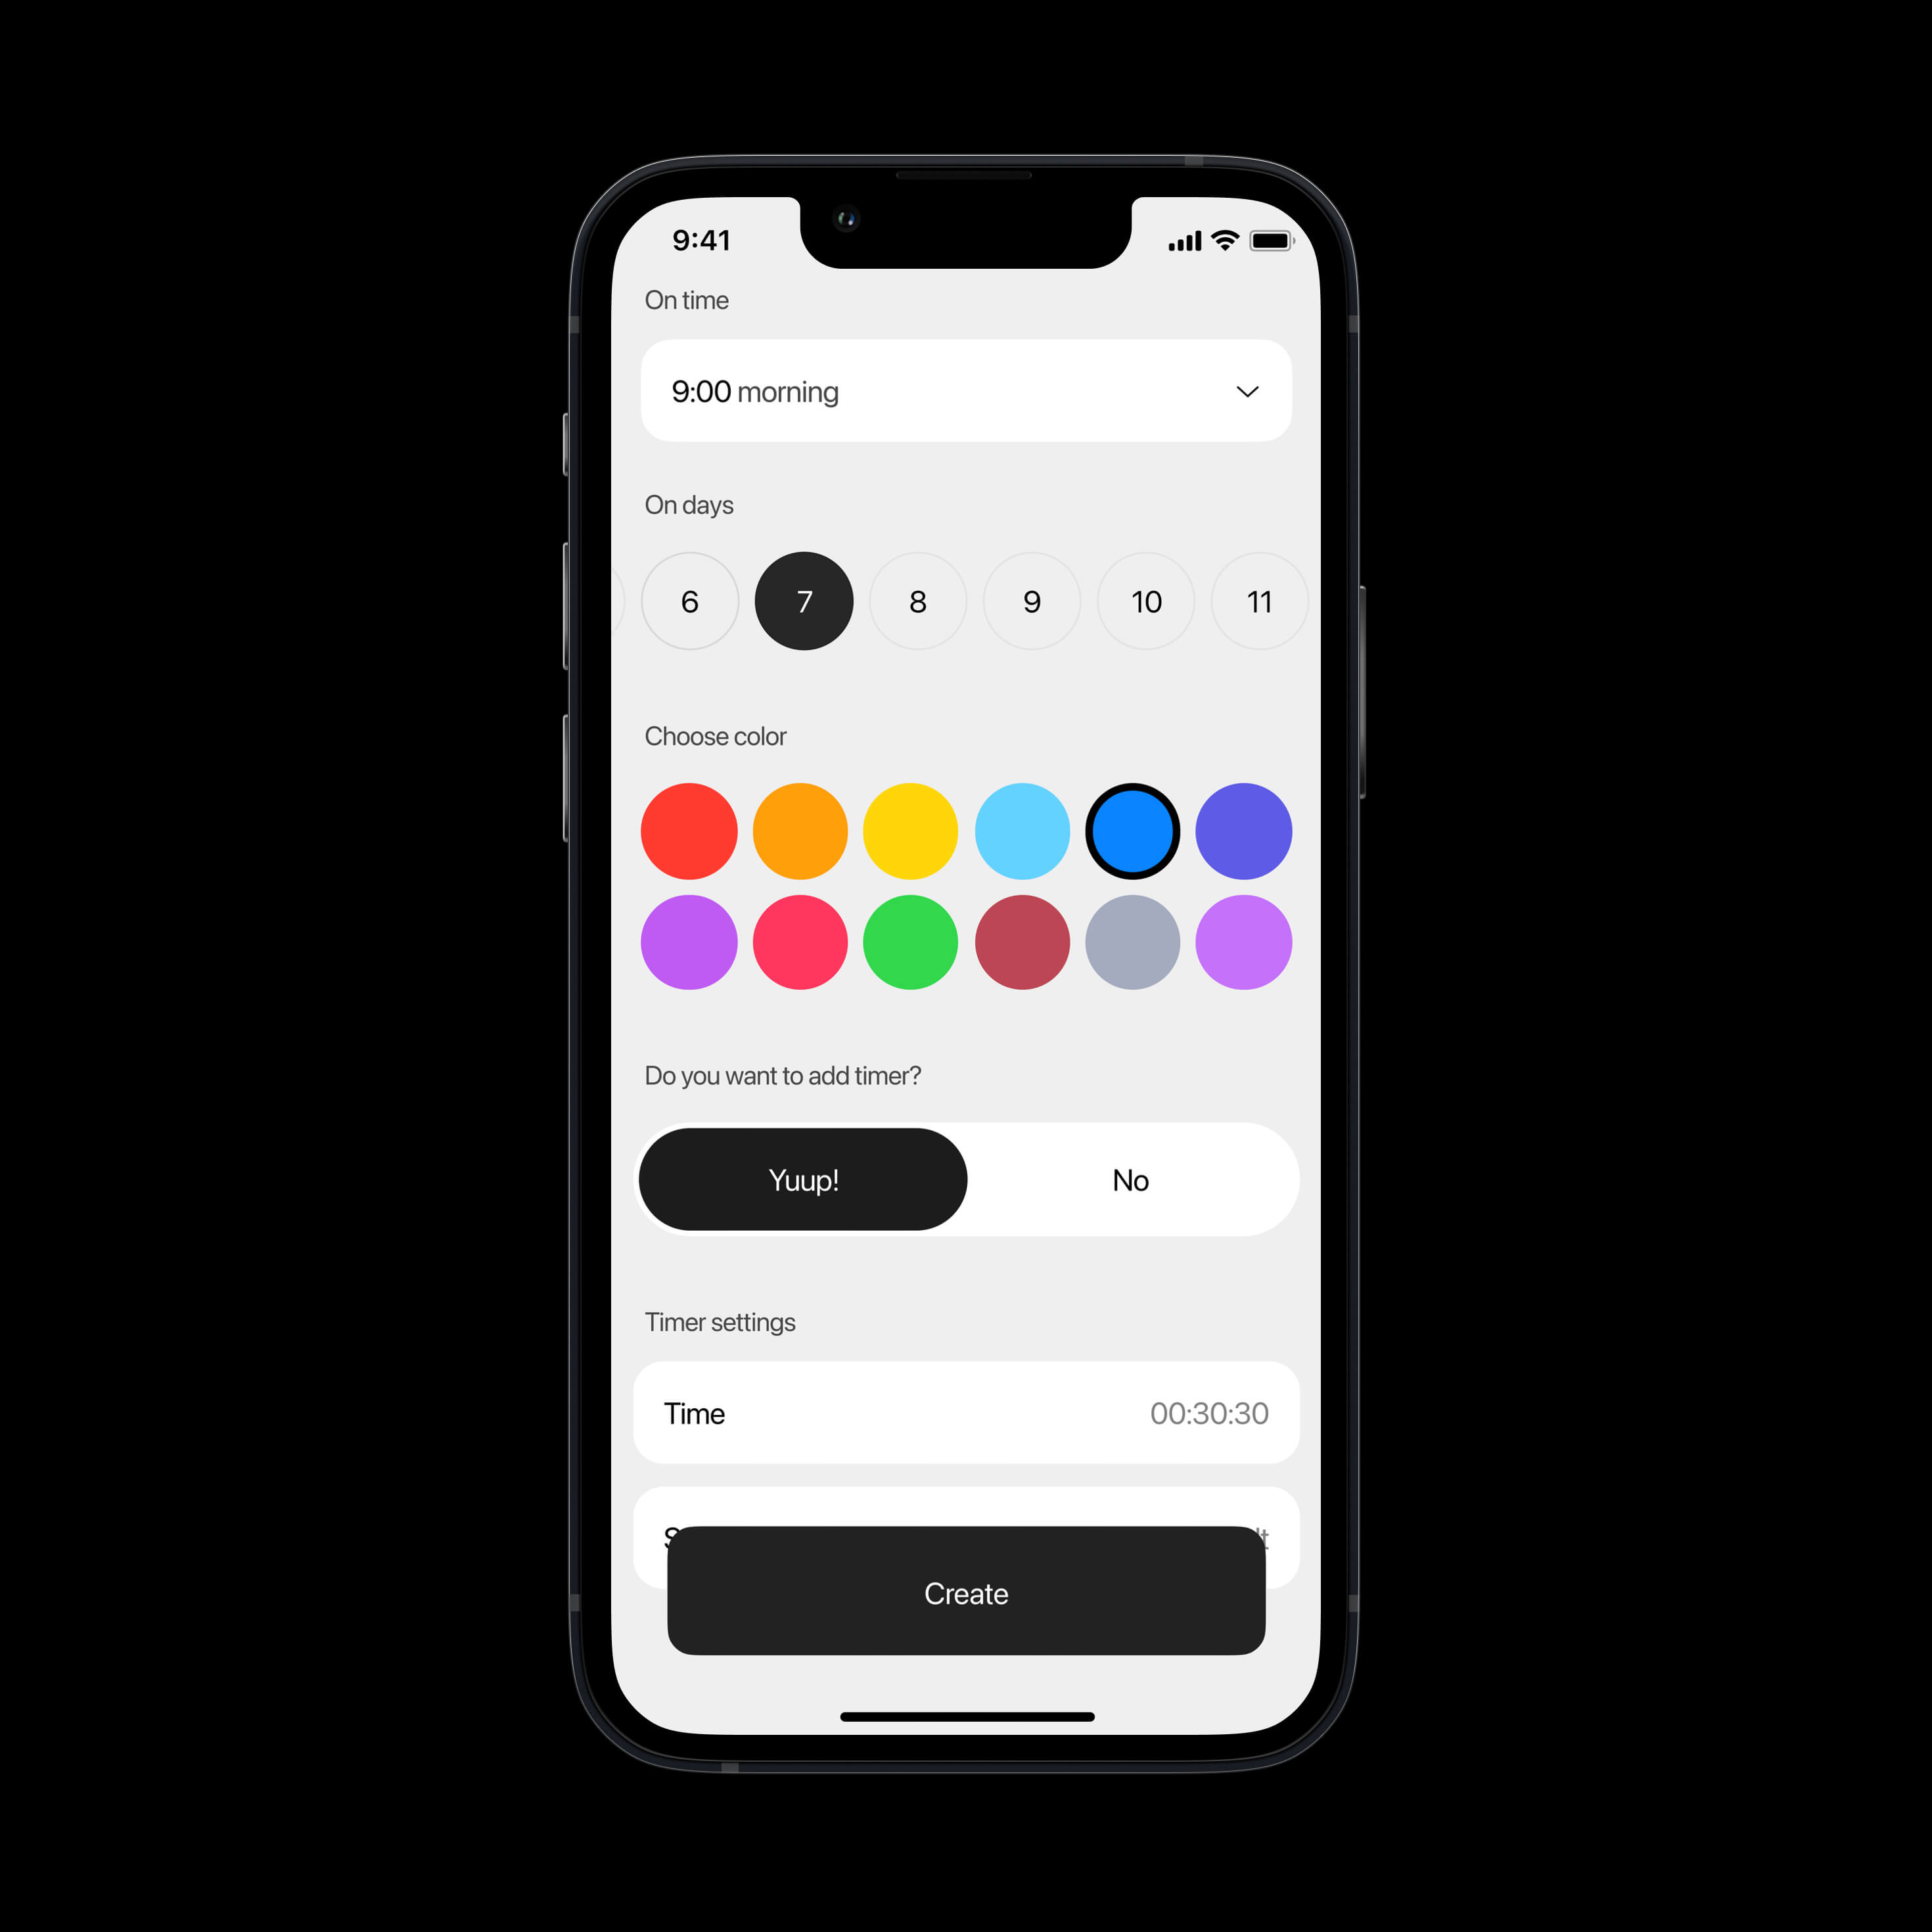 9:41
On time
9:00 morning
On days
6 7 8 9 10 11
Choose color
Do you want to add timer?
Yuup! No
Timer settings
Time 00:30:30
Create